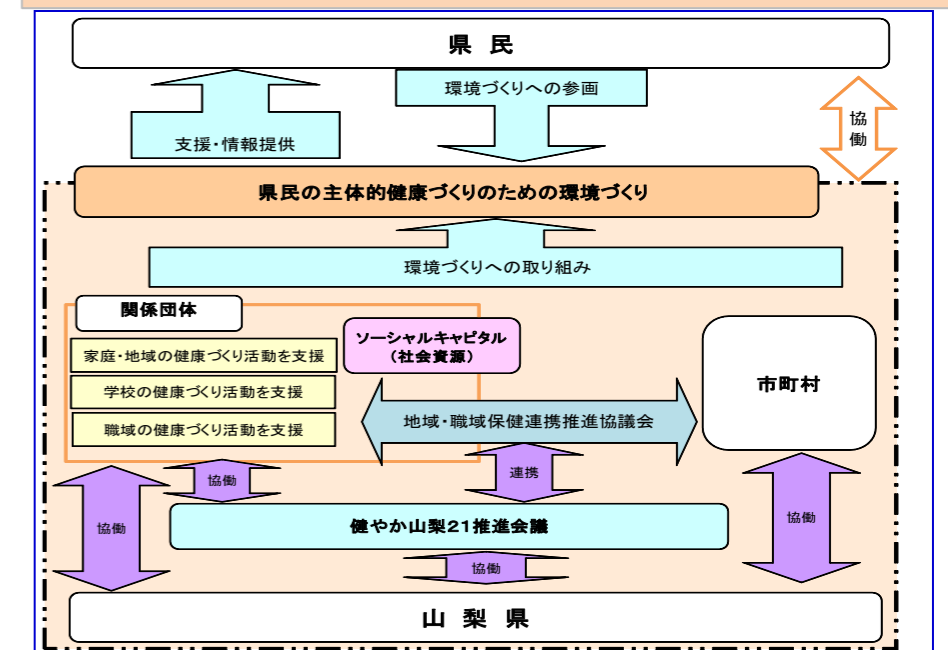 県 民
環境づくりへの参画
支援・情報提供
協
働
県民の主体的健康づくりのための環境づくり
環境づくりへの取り組み
関係団体
ソーシャルキャピタル
（社会資源）
家庭・地域の健康づくり活動を支援
学校の健康づくり活動を支援
職域の健康づくり活動を支援
市町村
地域・職域保健連携推進協議会
協働
連携
協働
協働
健やか山梨21推進会議
協働
山 梨 県